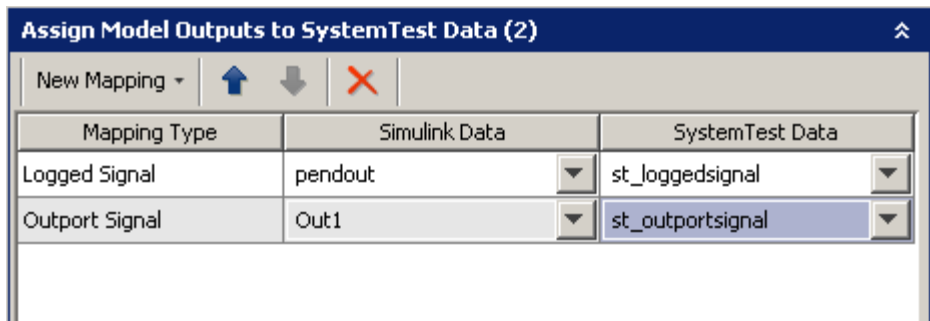 Assign Model Outputs to SystemTest Data (2)
New Mapping
Mapping Type Simulink Data SystemTest Data
Logged Signal pendout st_loggedsignal
Outport Signal Out1 st_outportsignal